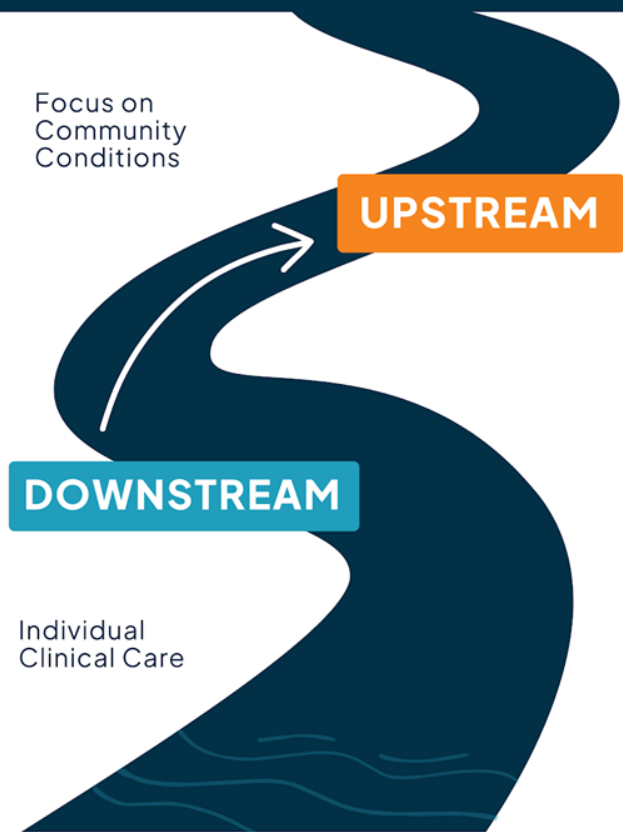 Focus on
Community
Conditions
UPSTREAM
DOWNSTREAM
Individual
Clinical Care